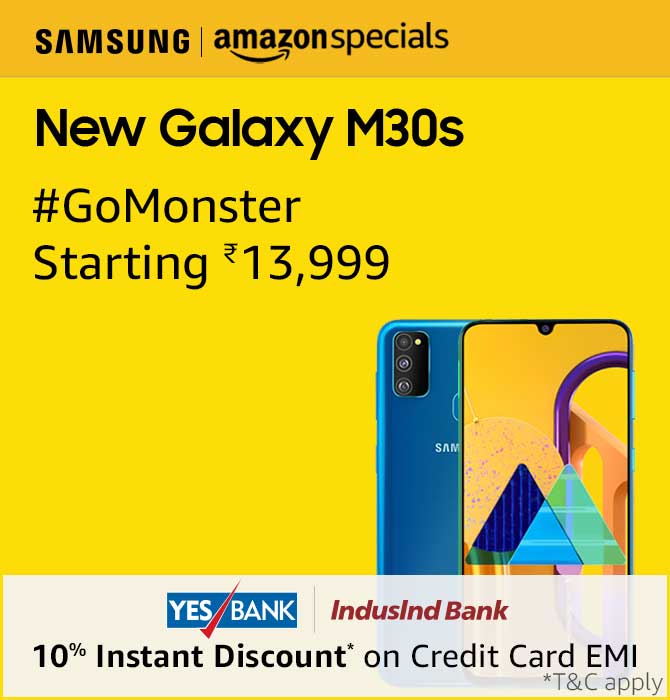 SAMSUNG | amazonspecials
New Galaxy M30s
#GoMonster
Starting ₹13,999
SAM
YES BANK | IndusInd Bank
10% Instant Discount* on Credit Card EMI
*T&C apply